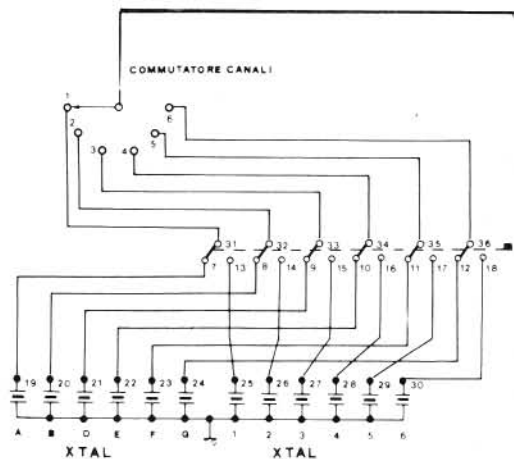 COMMUTATORE CANALI
1
6
2
5
3
4
31 32 33 34 35 36
7 13 8 14 9 15 10 16 11 17 12 18
19 20 21 22 23 24 25 26 27 28 29 30
A B D E F G 1 2 3 4 5 6
XTAL XTAL